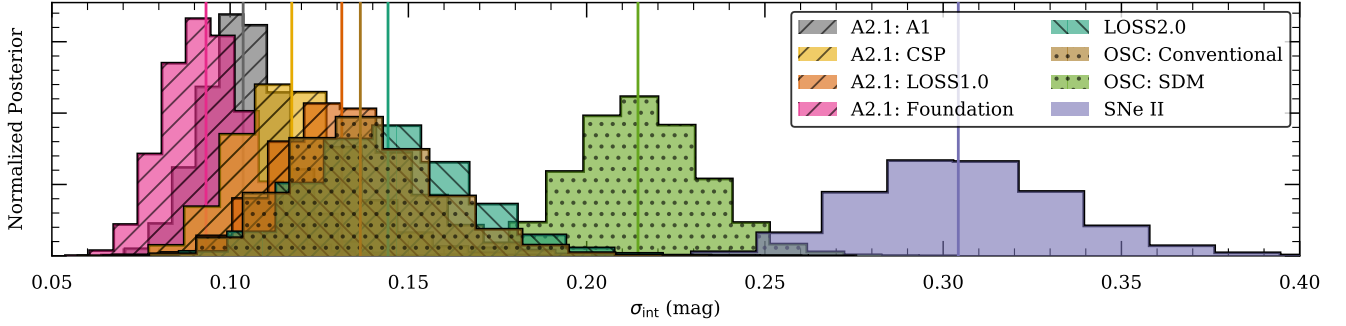 Normalized Posterior
A2.1: A1
A2.1: CSP
A2.1: LOSS1.0
A2.1: Foundation
LOSS2.0
OSC: Conventional
OSC: SDM
SNe II
0.05 0.10 0.15 0.20 0.25 0.30 0.35 0.40
σint (mag)